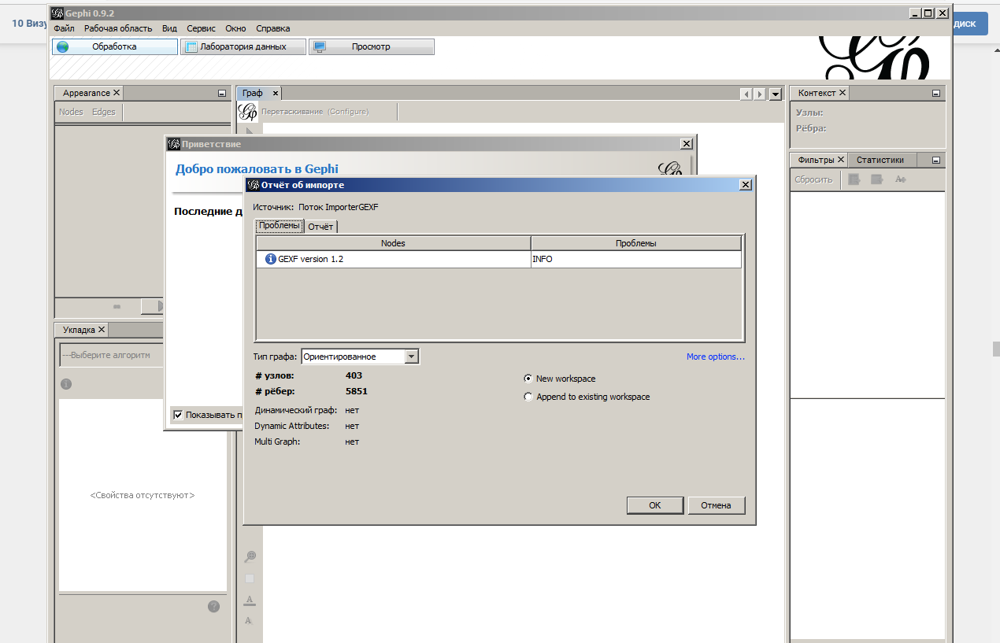 Gephi 0.9.2
10 Визу
диск
Файл Рабочая область Вид Сервис Окно Справка
Обработка Лаборатория данных Просмотр
Appearance
Nodes Edges
Граф
Перетаскивание (Configure)
Контекст
Узлы:
Рёбра:
Фильтры Статистики
Сбросить
Приветствие
Добро пожаловать в Gephi
Последние д
Показывать п
Отчёт об импорте
Источник: Поток ImporterGEXF
Проблемы Отчёт
Nodes Проблемы
GEXF version 1.2 INFO
Тип графа: Ориентированное More options...
# узлов: 403
# рёбер: 5851
New workspace
Append to existing workspace
Динамический граф: нет
Dynamic Attributes: нет
Multi Graph: нет
OK Отмена
Укладка
---Выберите алгоритм
<Свойства отсутствуют>